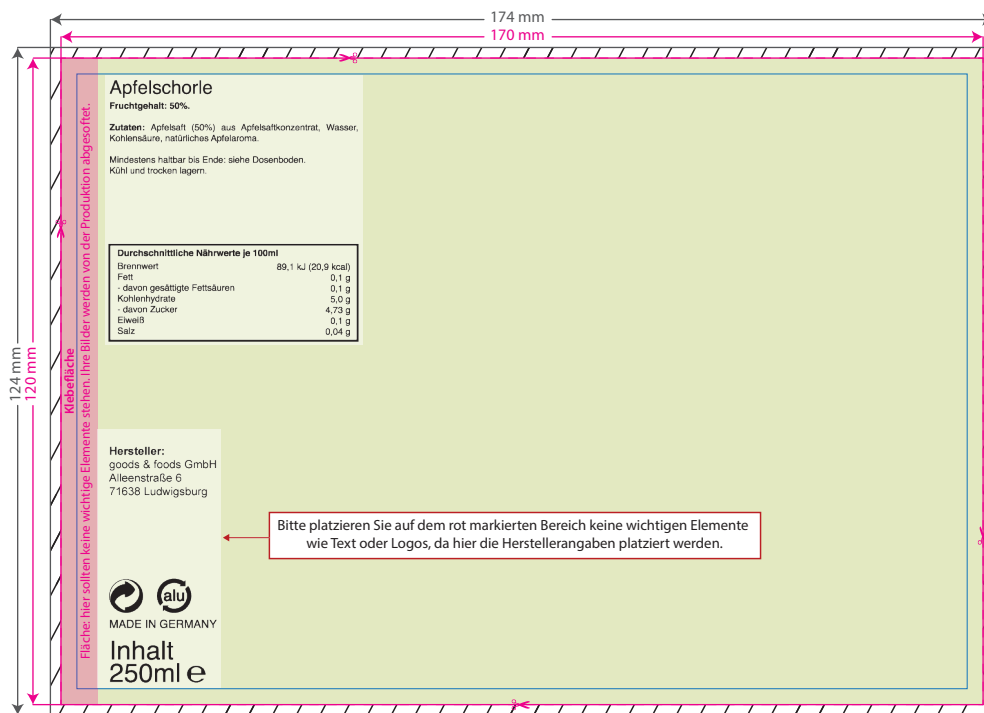 174 mm
170 mm
124 mm
120 mm
Klebefläche
Fläche: hier sollten keine wichtige Elemente stehen. Ihre Bilder werden von der Produktion abgesoftet.
Apfelschorle
Fruchtgehalt: 50%.
Zutaten: Apfelsaft (50%) aus Apfelsaftkonzentrat, Wasser,
Kohlensäure, natürliches Apfelaroma.
Mindestens haltbar bis Ende: siehe Dosenboden.
Kühl und trocken lagern.
Durchschnittliche Nährwerte je 100ml
Brennwert 89,1 kJ (20,9 kcal)
Fett 0,1 g
- davon gesättigte Fettsäuren 0,1 g
Kohlenhydrate 5,0 g
- davon Zucker 4,73 g
Eiweiß 0,1 g
Salz 0,04 g
Hersteller:
goods & foods GmbH
Alleenstraße 6
71638 Ludwigsburg
Bitte platzieren Sie auf dem rot markierten Bereich keine wichtigen Elemente
wie Text oder Logos, da hier die Herstellerangaben platziert werden.
alu
MADE IN GERMANY
Inhalt
250ml ℮